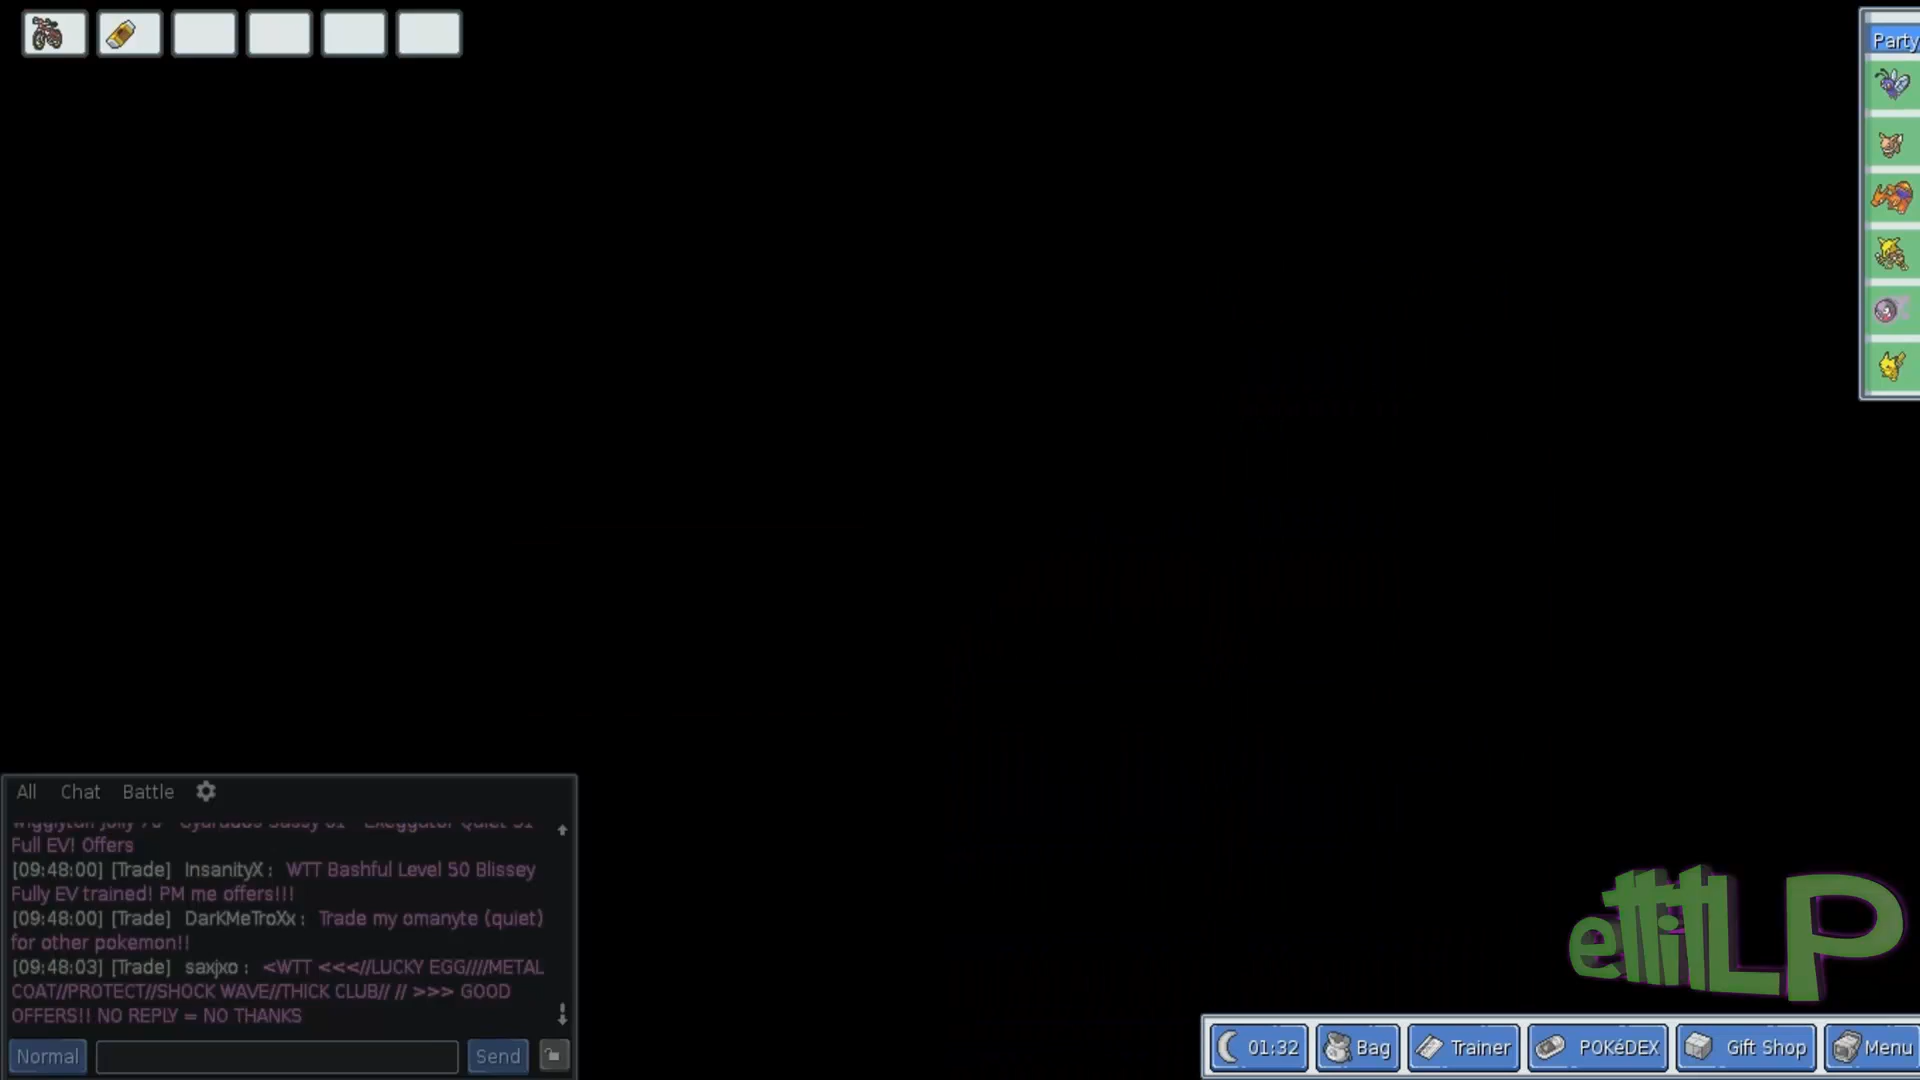 Party
All Chat Battle
Wigglytuff Jolly
Full EV! Offers
[09:48:00] [Trade] InsanityX : WTT Bashful Level 50 Blissey
Fully EV trained! PM me offers!!!
[09:48:00] [Trade] DarKMeTroXx : Trade my omanyte (quiet)
for other pokemon!!
[09:48:03] [Trade] saxjxo : <WTT <<<//LUCKY EGG////METAL
COAT//PROTECT//SHOCK WAVE//THICK CLUB// // >>> GOOD
OFFERS!! NO REPLY = NO THANKS
Normal Send
ettitLP
01:32 Bag Trainer POKéDEX Gift Shop Menu